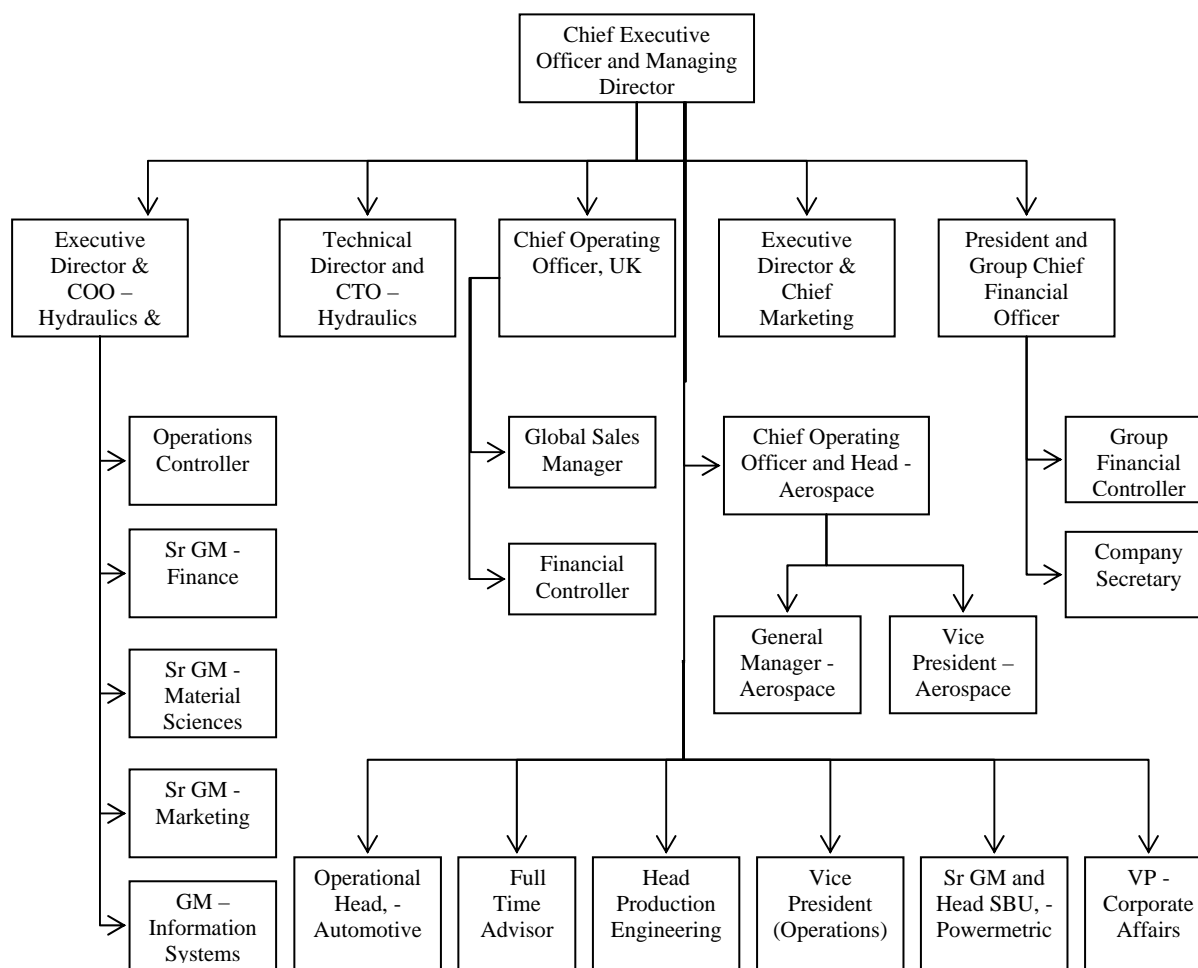 Chief Executive
Officer and Managing
Director
Executive
Director &
COO –
Hydraulics &
Technical
Director and
CTO –
Hydraulics
Chief Operating
Officer, UK
Executive
Director &
Chief
Marketing
President and
Group Chief
Financial
Officer
Operations
Controller
Global Sales
Manager
Chief Operating
Officer and Head -
Aerospace
Group
Financial
Controller
Sr GM -
Finance
Financial
Controller
Company
Secretary
General
Manager -
Aerospace
Vice
President –
Aerospace
Sr GM -
Material
Sciences
Sr GM -
Marketing
GM –
Information
Systems
Operational
Head, -
Automotive
Full
Time
Advisor
Head
Production
Engineering
Vice
President
(Operations)
Sr GM and
Head SBU, -
Powermetric
VP -
Corporate
Affairs